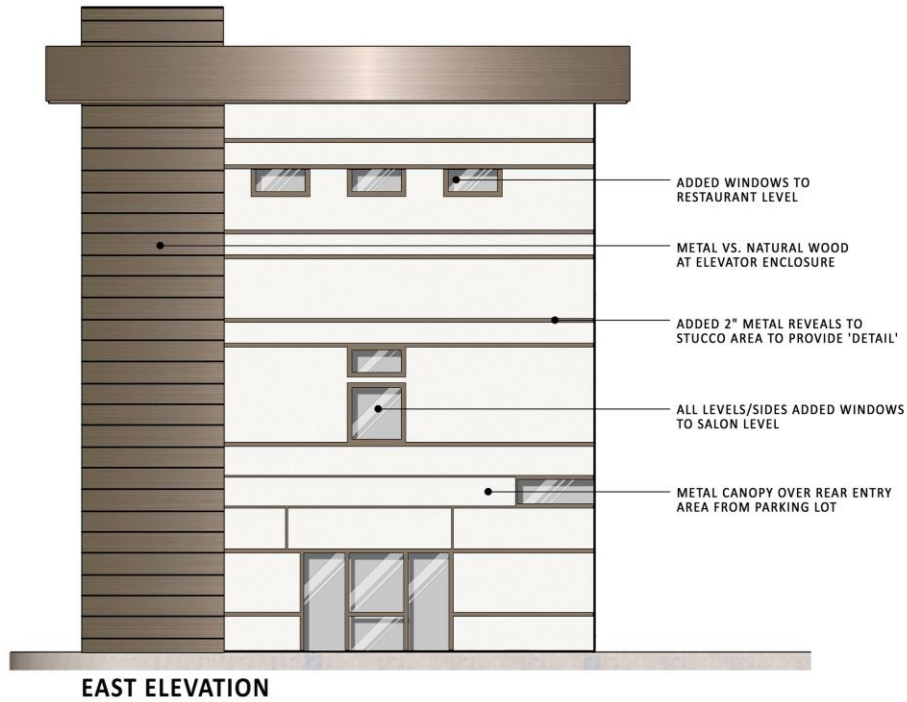 ADDED WINDOWS TO
RESTAURANT LEVEL
METAL VS. NATURAL WOOD
AT ELEVATOR ENCLOSURE
ADDED 2" METAL REVEALS TO
STUCCO AREA TO PROVIDE 'DETAIL'
ALL LEVELS/SIDES ADDED WINDOWS
TO SALON LEVEL
METAL CANOPY OVER REAR ENTRY
AREA FROM PARKING LOT
EAST ELEVATION